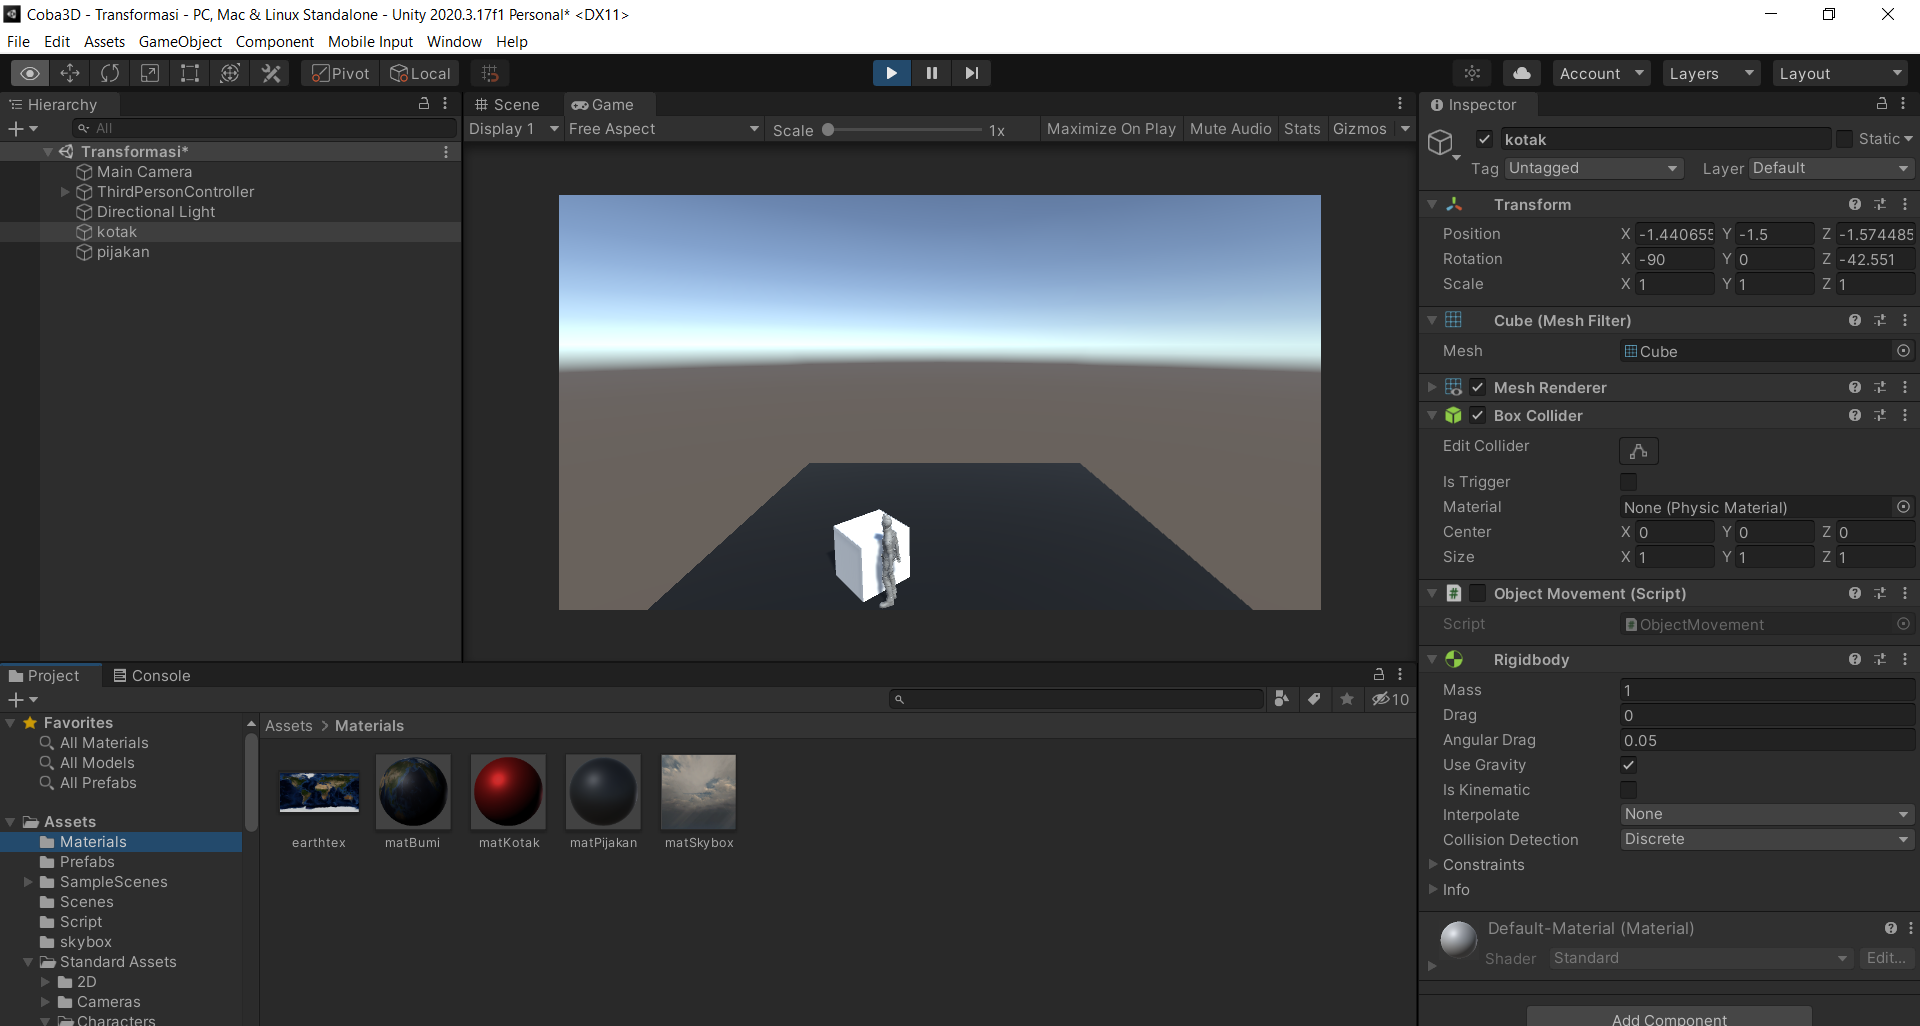 Coba3D - Transformasi - PC, Mac & Linux Standalone - Unity 2020.3.17f1 Personal* <DX11>
File Edit Assets GameObject Component Mobile Input Window Help
Pivot Local Account Layers Layout
Hierarchy
All
Transformasi*
Main Camera
ThirdPersonController
Directional Light
kotak
pijakan
Scene Game
Display 1 Free Aspect Scale 1x Maximize On Play Mute Audio Stats Gizmos
Inspector
kotak Static
Tag Untagged Layer Default
Transform
Position X -1.440655 Y -1.5 Z -1.574485
Rotation X -90 Y 0 Z -42.551
Scale X 1 Y 1 Z 1
Cube (Mesh Filter)
Mesh Cube
Mesh Renderer
Box Collider
Edit Collider
Is Trigger
Material None (Physic Material)
Center X 0 Y 0 Z 0
Size X 1 Y 1 Z 1
# Object Movement (Script)
Script # ObjectMovement
Rigidbody
Mass 1
Drag 0
Angular Drag 0.05
Use Gravity
Is Kinematic
Interpolate None
Collision Detection Discrete
Constraints
Info
Default-Material (Material)
Shader Standard Edit...
Add Component
Project Console
10
Favorites
All Materials
All Models
All Prefabs
Assets
Materials
Prefabs
SampleScenes
Scenes
Script
skybox
Standard Assets
2D
Cameras
Characters
Assets > Materials
earthtex matBumi matKotak matPijakan matSkybox